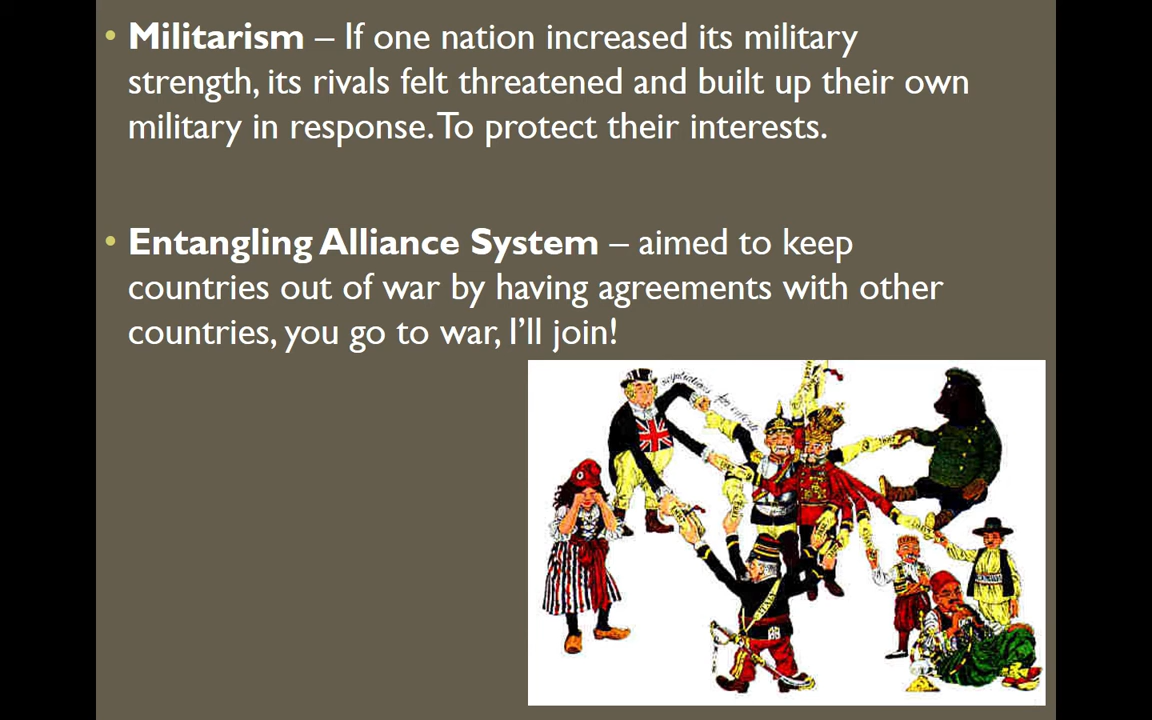 • Militarism – If one nation increased its military
strength, its rivals felt threatened and built up their own
military in response. To protect their interests.
• Entangling Alliance System – aimed to keep
countries out of war by having agreements with other
countries, you go to war, I'll join!